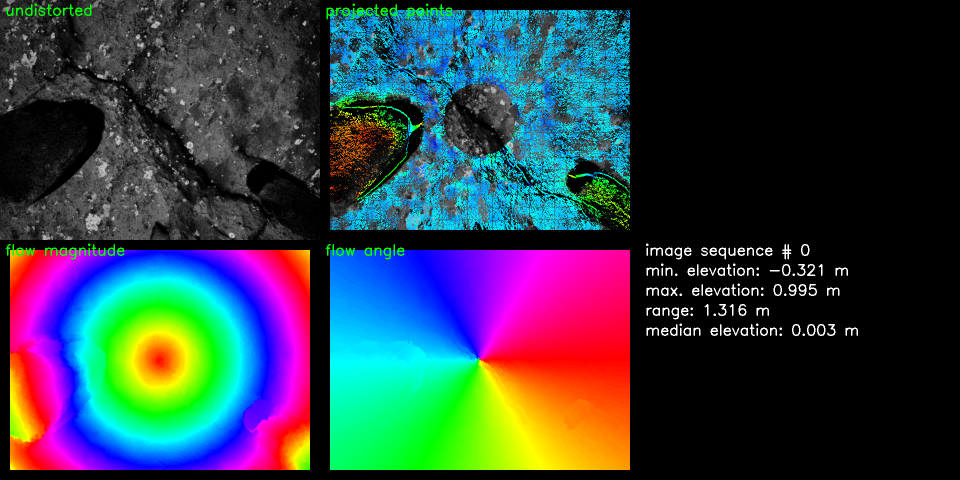 undistorted
projected points
flow magnitude
flow angle
image sequence # 0
min. elevation: -0.321 m
max. elevation: 0.995 m
range: 1.316 m
median elevation: 0.003 m